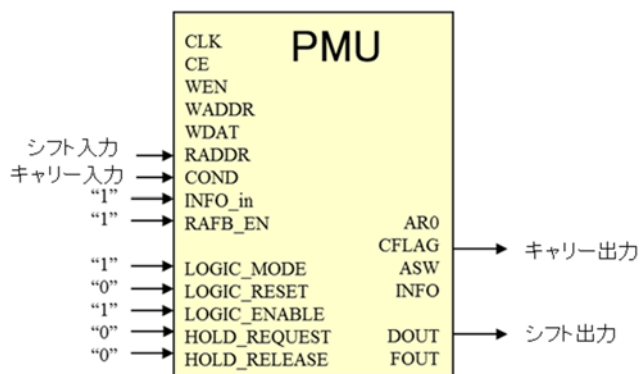 PMU
CLK
CE
WEN
WADDR
WDAT
シフト入力 RADDR
キャリー入力 COND
“1” INFO_in
“1” RAFB_EN AR0
CFLAG キャリー出力
“1” LOGIC_MODE ASW
“0” LOGIC_RESET INFO
“1” LOGIC_ENABLE
“0” HOLD_REQUEST DOUT シフト出力
“0” HOLD_RELEASE FOUT